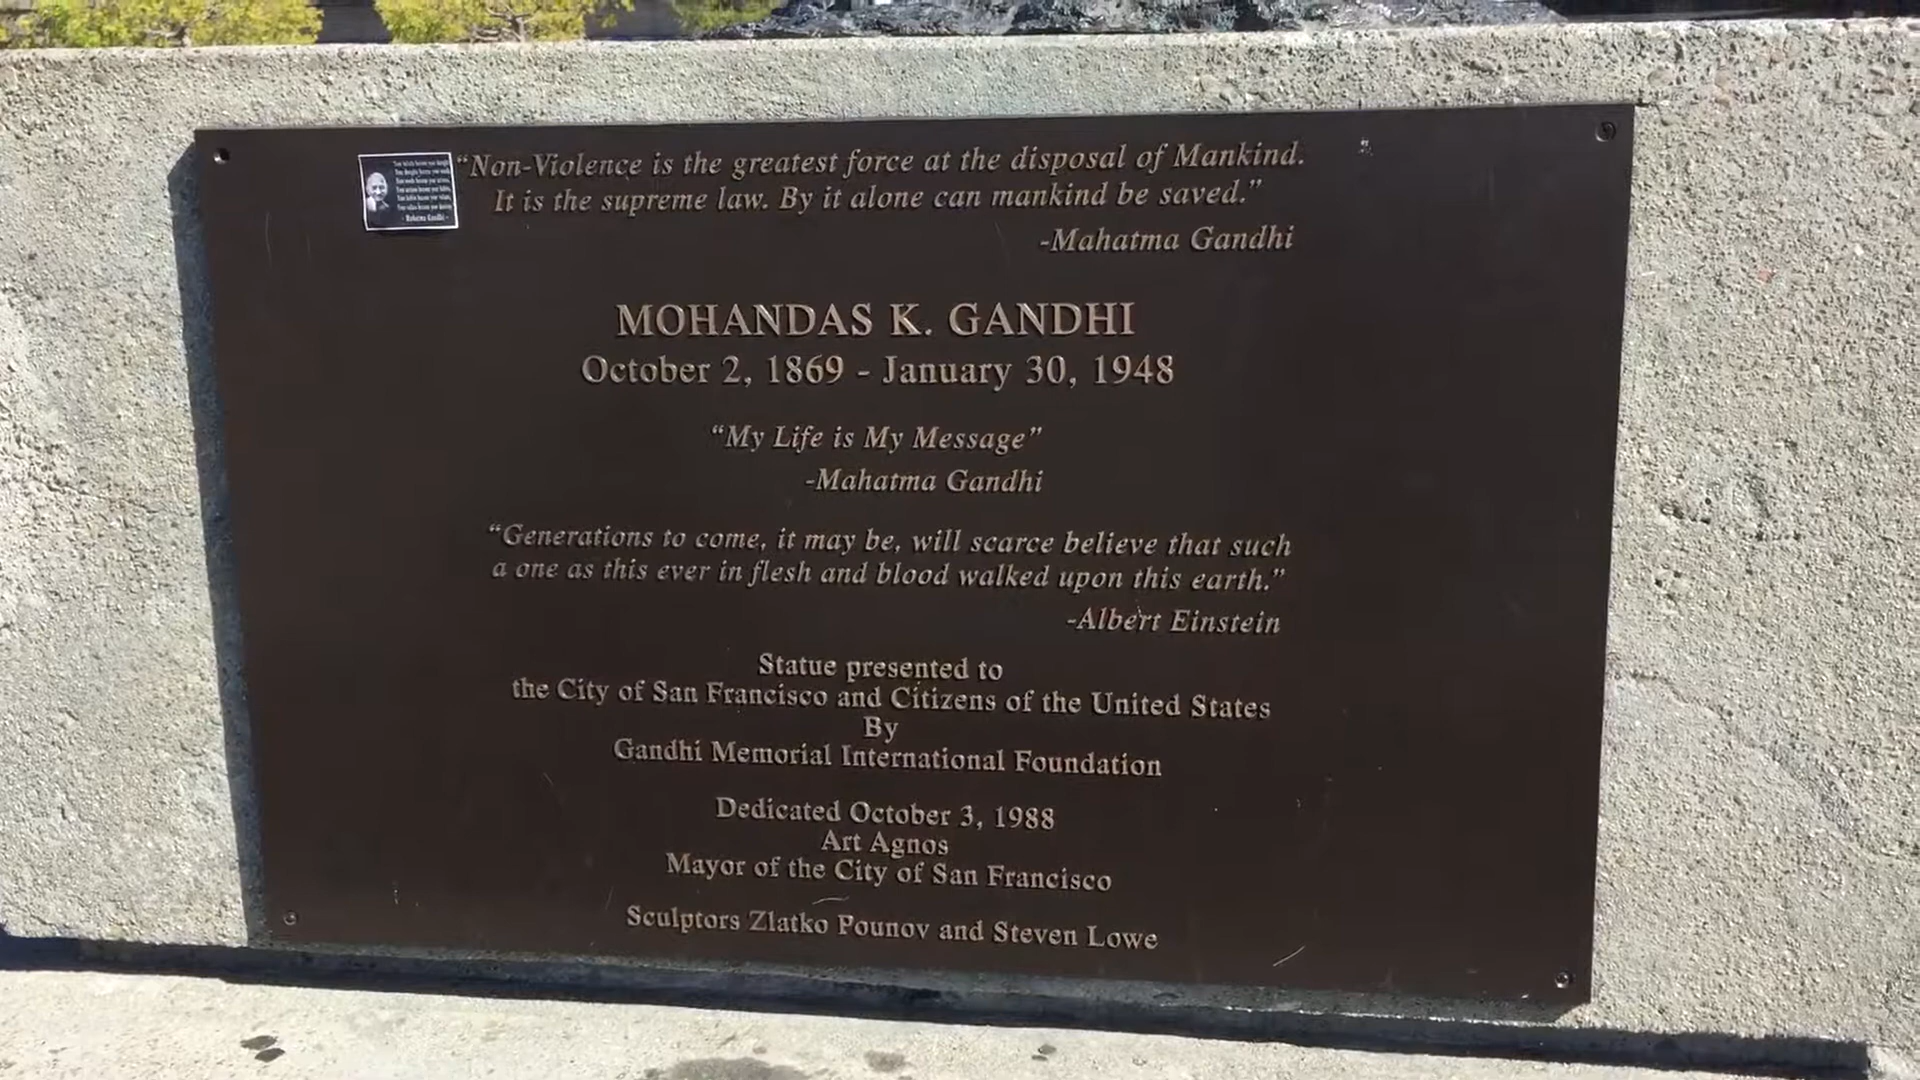 “Non-Violence is the greatest force at the disposal of Mankind.
It is the supreme law. By it alone can mankind be saved.”
-Mahatma Gandhi
MOHANDAS K. GANDHI
October 2, 1869 - January 30, 1948
“My Life is My Message”
-Mahatma Gandhi
“Generations to come, it may be, will scarce believe that such
a one as this ever in flesh and blood walked upon this earth.”
-Albert Einstein
Statue presented to
the City of San Francisco and Citizens of the United States
By
Gandhi Memorial International Foundation
Dedicated October 3, 1988
Art Agnos
Mayor of the City of San Francisco
Sculptors Zlatko Pounov and Steven Lowe